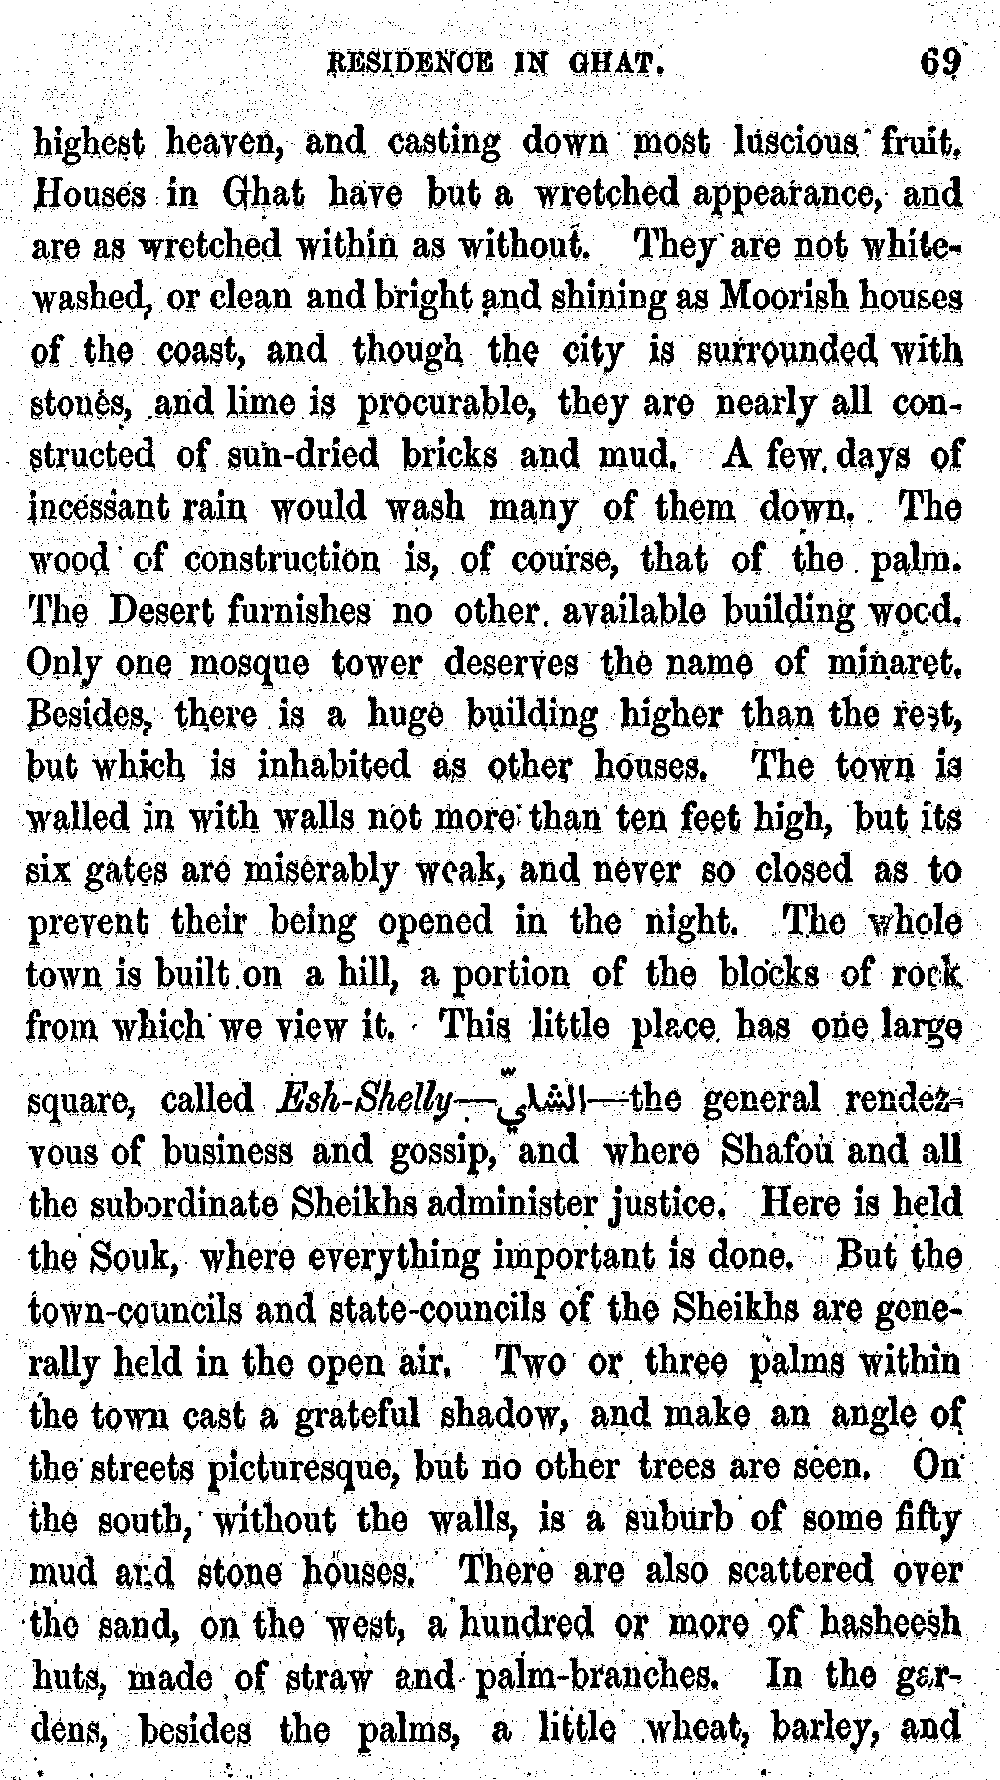 RESIDENCE IN GHAT. 69
highest heaven, and casting down most luscious fruit.
Houses in Ghat have but a wretched appearance, and
are as wretched within as without. They are not white-
washed, or clean and bright and shining as Moorish houses
of the coast, and though the city is surrounded with
stones, and lime is procurable, they are nearly all con-
structed of sun-dried bricks and mud. A few days of
incessant rain would wash many of them down. The
wood of construction is, of course, that of the palm.
The Desert furnishes no other available building wood.
Only one mosque tower deserves the name of minaret.
Besides, there is a huge building higher than the rest,
but which is inhabited as other houses. The town is
walled in with walls not more than ten feet high, but its
six gates are miserably weak, and never so closed as to
prevent their being opened in the night. The whole
town is built on a hill, a portion of the blocks of rock
from which we view it. This little place has one large
square, called Esh-Shelly—الشليّ—the general rendez-
vous of business and gossip, and where Shafou and all
the subordinate Sheikhs administer justice. Here is held
the Souk, where everything important is done. But the
town-councils and state-councils of the Sheikhs are gene-
rally held in the open air. Two or three palms within
the town cast a grateful shadow, and make an angle of
the streets picturesque, but no other trees are seen. On
the south, without the walls, is a suburb of some fifty
mud and stone houses. There are also scattered over
the sand, on the west, a hundred or more of hasheesh
huts, made of straw and palm-branches. In the gar-
dens, besides the palms, a little wheat, barley, and